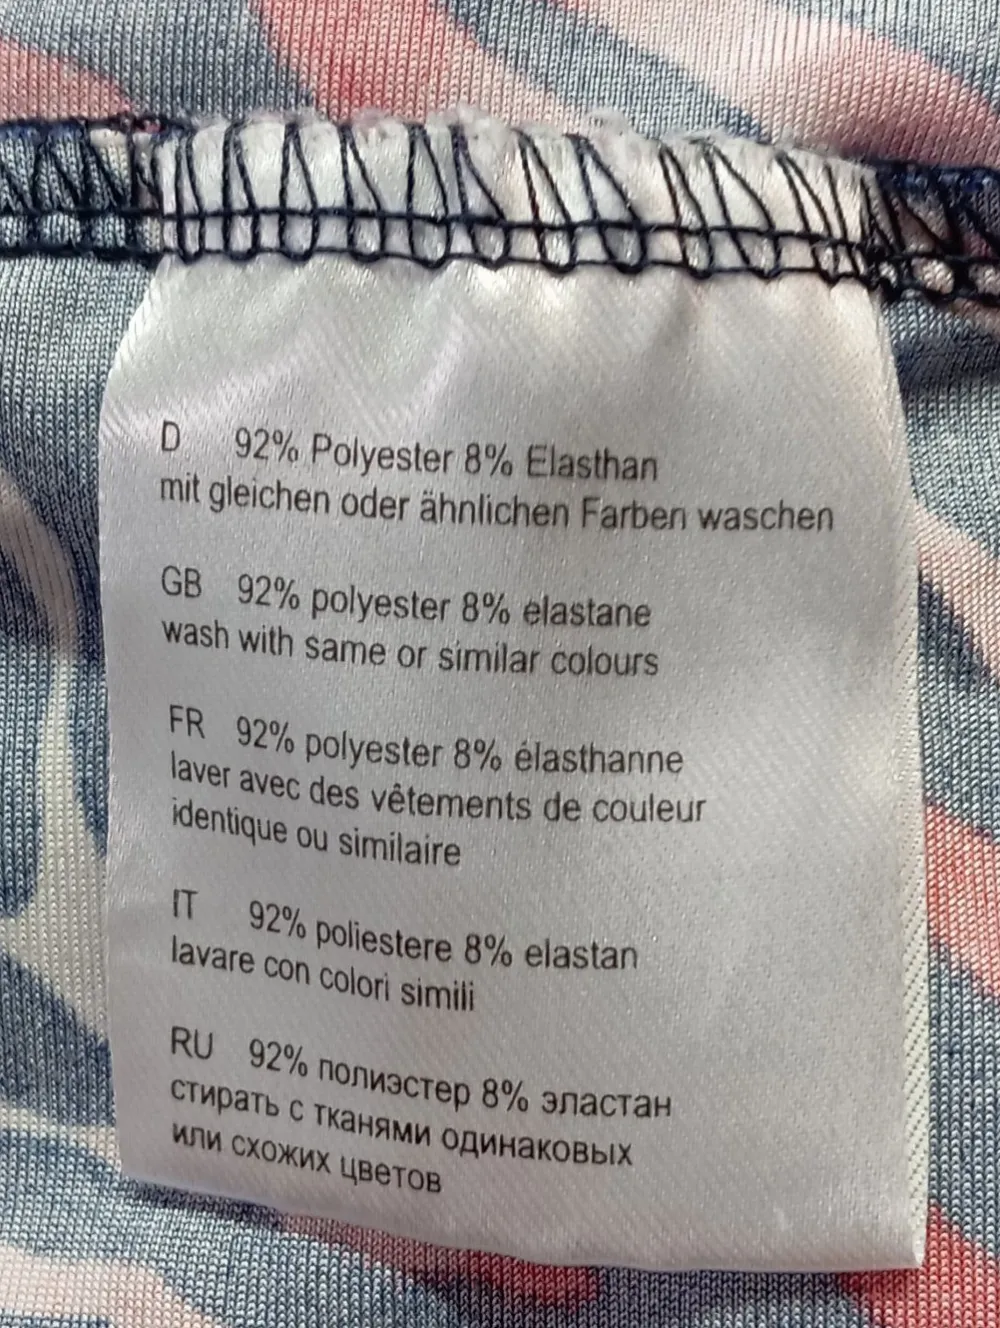 D 92% Polyester 8% Elasthan
mit gleichen oder ähnlichen Farben waschen
GB 92% polyester 8% elastane
wash with same or similar colours
FR 92% polyester 8% élasthanne
laver avec des vêtements de couleur
identique ou similaire
IT 92% poliestere 8% elastan
lavare con colori simili
RU 92% полиэстер 8% эластан
стирать с тканями одинаковых
или схожих цветов